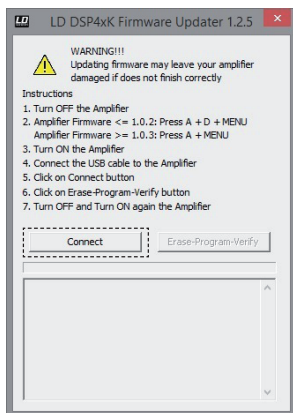 LD LD DSP4xK Firmware Updater 1.2.5
WARNING!!!
Updating firmware may leave your amplifier
damaged if does not finish correctly
Instructions
1. Turn OFF the Amplifier
2. Amplifier Firmware <= 1.0.2: Press A + D + MENU
Amplifier Firmware >= 1.0.3: Press A + MENU
3. Turn ON the Amplifier
4. Connect the USB cable to the Amplifier
5. Click on Connect button
6. Click on Erase-Program-Verify button
7. Turn OFF and Turn ON again the Amplifier
Connect Erase-Program-Verify